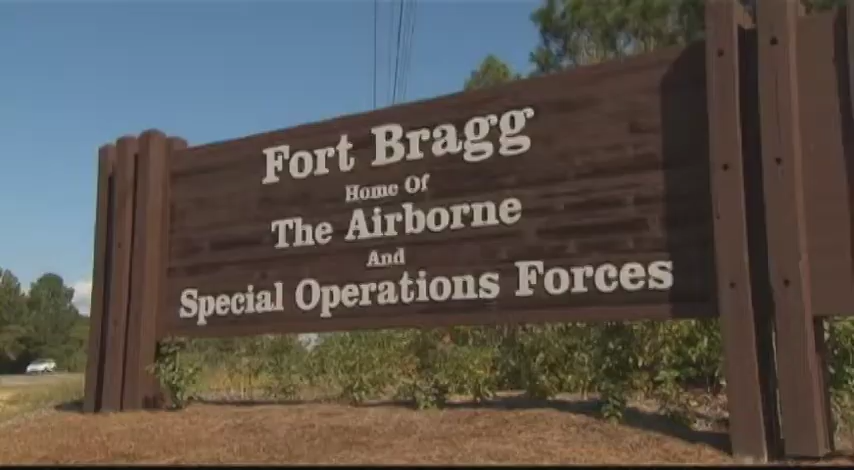 Fort Bragg
Home Of
The Airborne
And
Special Operations Forces